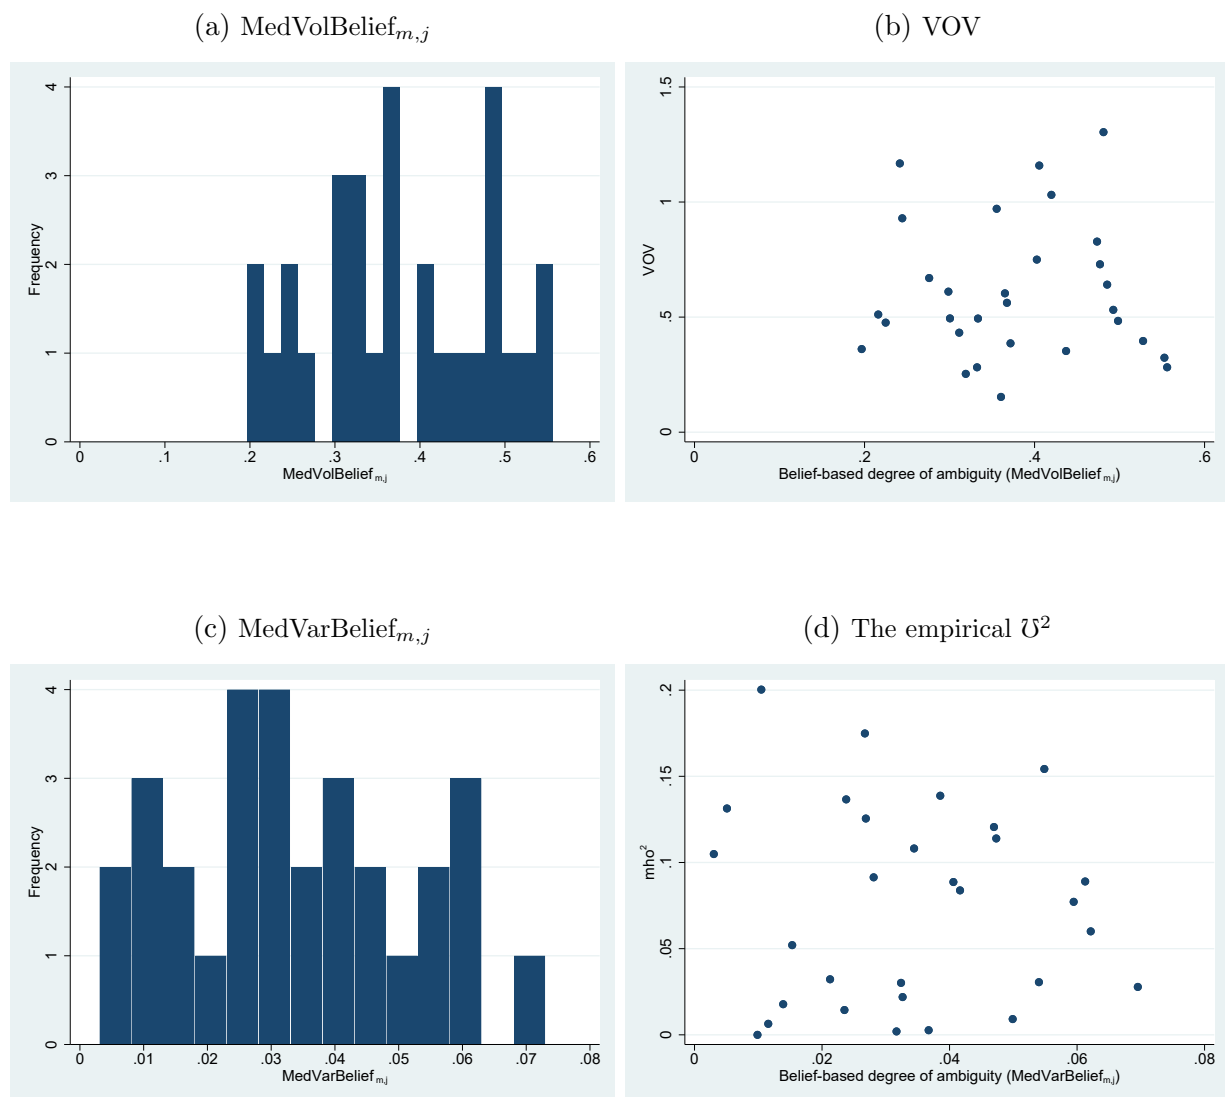 (a) MedVolBelief_{m,j}
(b) VOV
Frequency
4
3
2
1
0
0 .1 .2 .3 .4 .5 .6
MedVolBelief_{m,j}
VOV
1.5
1
.5
0
0 .2 .4 .6
Belief-based degree of ambiguity (MedVolBelief_{m,j})
(c) MedVarBelief_{m,j}
(d) The empirical ℧²
Frequency
4
3
2
1
0
0 .01 .02 .03 .04 .05 .06 .07 .08
MedVarBelief_{m,j}
mho²
.2
.15
.1
.05
0
0 .02 .04 .06 .08
Belief-based degree of ambiguity (MedVarBelief_{m,j})